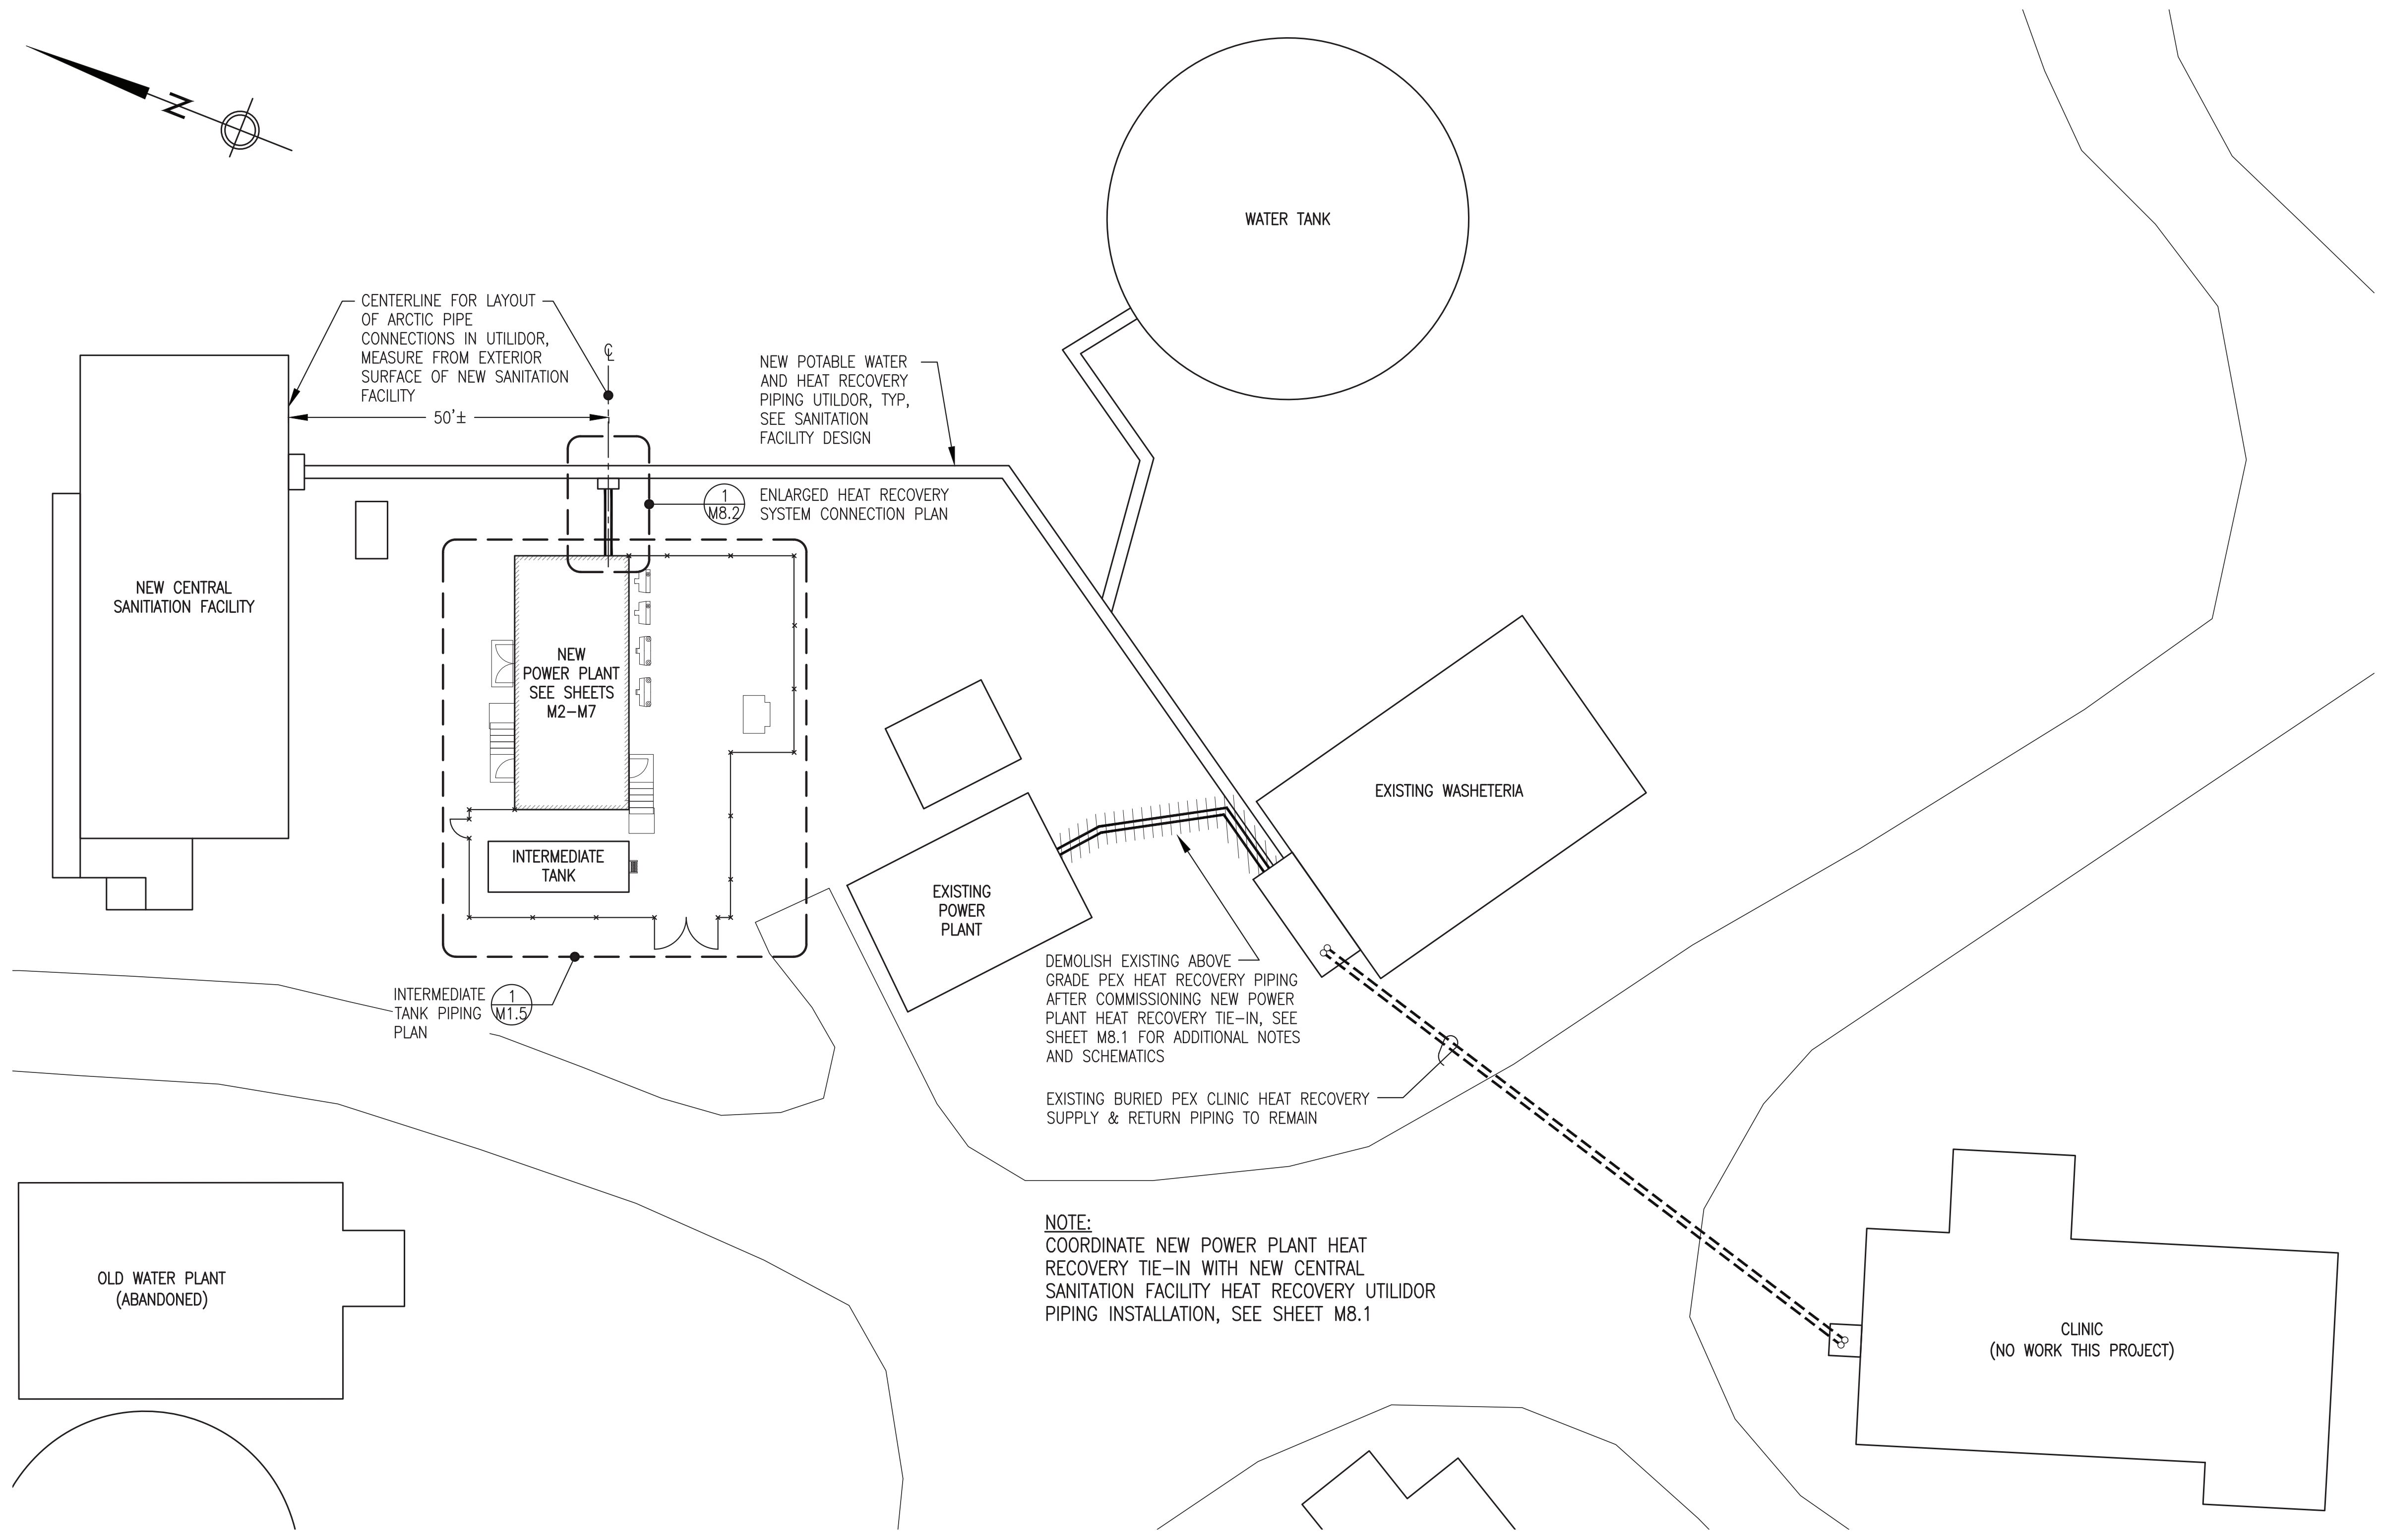 N
WATER TANK
CENTERLINE FOR LAYOUT
OF ARCTIC PIPE
CONNECTIONS IN UTILIDOR,
MEASURE FROM EXTERIOR
SURFACE OF NEW SANITATION
FACILITY
℄
50'±
NEW POTABLE WATER
AND HEAT RECOVERY
PIPING UTILDOR, TYP,
SEE SANITATION
FACILITY DESIGN
1
M8.2
ENLARGED HEAT RECOVERY
SYSTEM CONNECTION PLAN
NEW CENTRAL
SANITIATION FACILITY
NEW
POWER PLANT
SEE SHEETS
M2-M7
EXISTING WASHETERIA
INTERMEDIATE
TANK
EXISTING
POWER
PLANT
DEMOLISH EXISTING ABOVE
GRADE PEX HEAT RECOVERY PIPING
AFTER COMMISSIONING NEW POWER
PLANT HEAT RECOVERY TIE-IN, SEE
SHEET M8.1 FOR ADDITIONAL NOTES
AND SCHEMATICS
INTERMEDIATE
TANK PIPING
PLAN
1
M1.5
EXISTING BURIED PEX CLINIC HEAT RECOVERY
SUPPLY & RETURN PIPING TO REMAIN
NOTE:
COORDINATE NEW POWER PLANT HEAT
RECOVERY TIE-IN WITH NEW CENTRAL
SANITATION FACILITY HEAT RECOVERY UTILIDOR
PIPING INSTALLATION, SEE SHEET M8.1
OLD WATER PLANT
(ABANDONED)
CLINIC
(NO WORK THIS PROJECT)